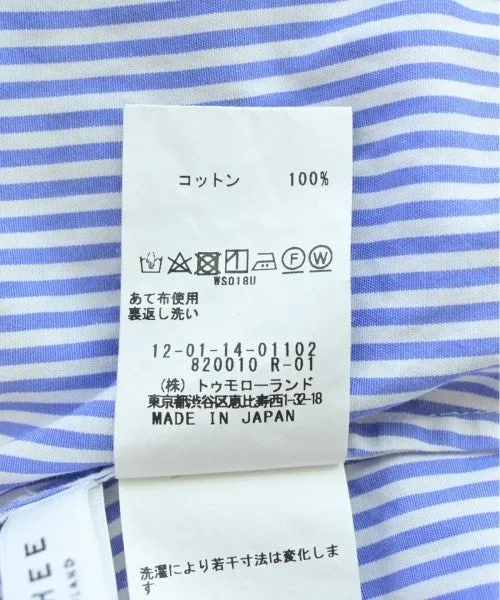 コットン 100%
F W
WS018U
あて布使用
裏返し洗い
12-01-14-01102
820010 R-01
(株) トゥモローランド
東京都渋谷区恵比寿西1-32-18
MADE IN JAPAN
HEE
LAND
洗濯により若干寸法は変化しま
す